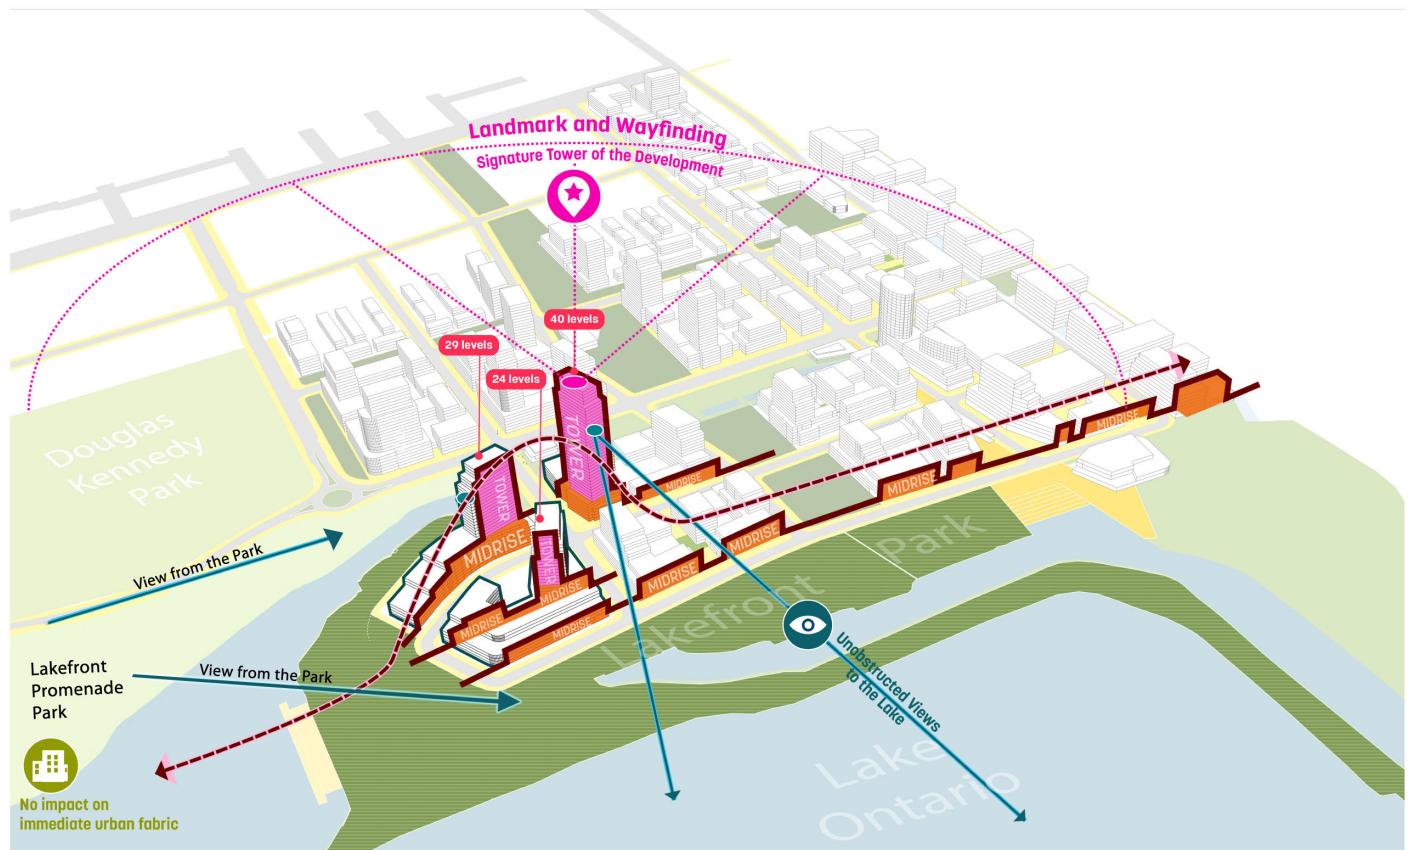 Landmark and Wayfinding
Signature Tower of the Development
40 levels
29 levels
24 levels
TOWER
TOWER
TOWER
MIDRISE
MIDRISE
MIDRISE
MIDRISE
MIDRISE
MIDRISE
MIDRISE
MIDRISE
MIDRISE
Douglas
Kennedy
Park
View from the Park
Lakefront Park
Lakefront
Promenade
Park
View from the Park
Unobstructed Views
to the Lake
Lake
Ontario
No impact on
immediate urban fabric